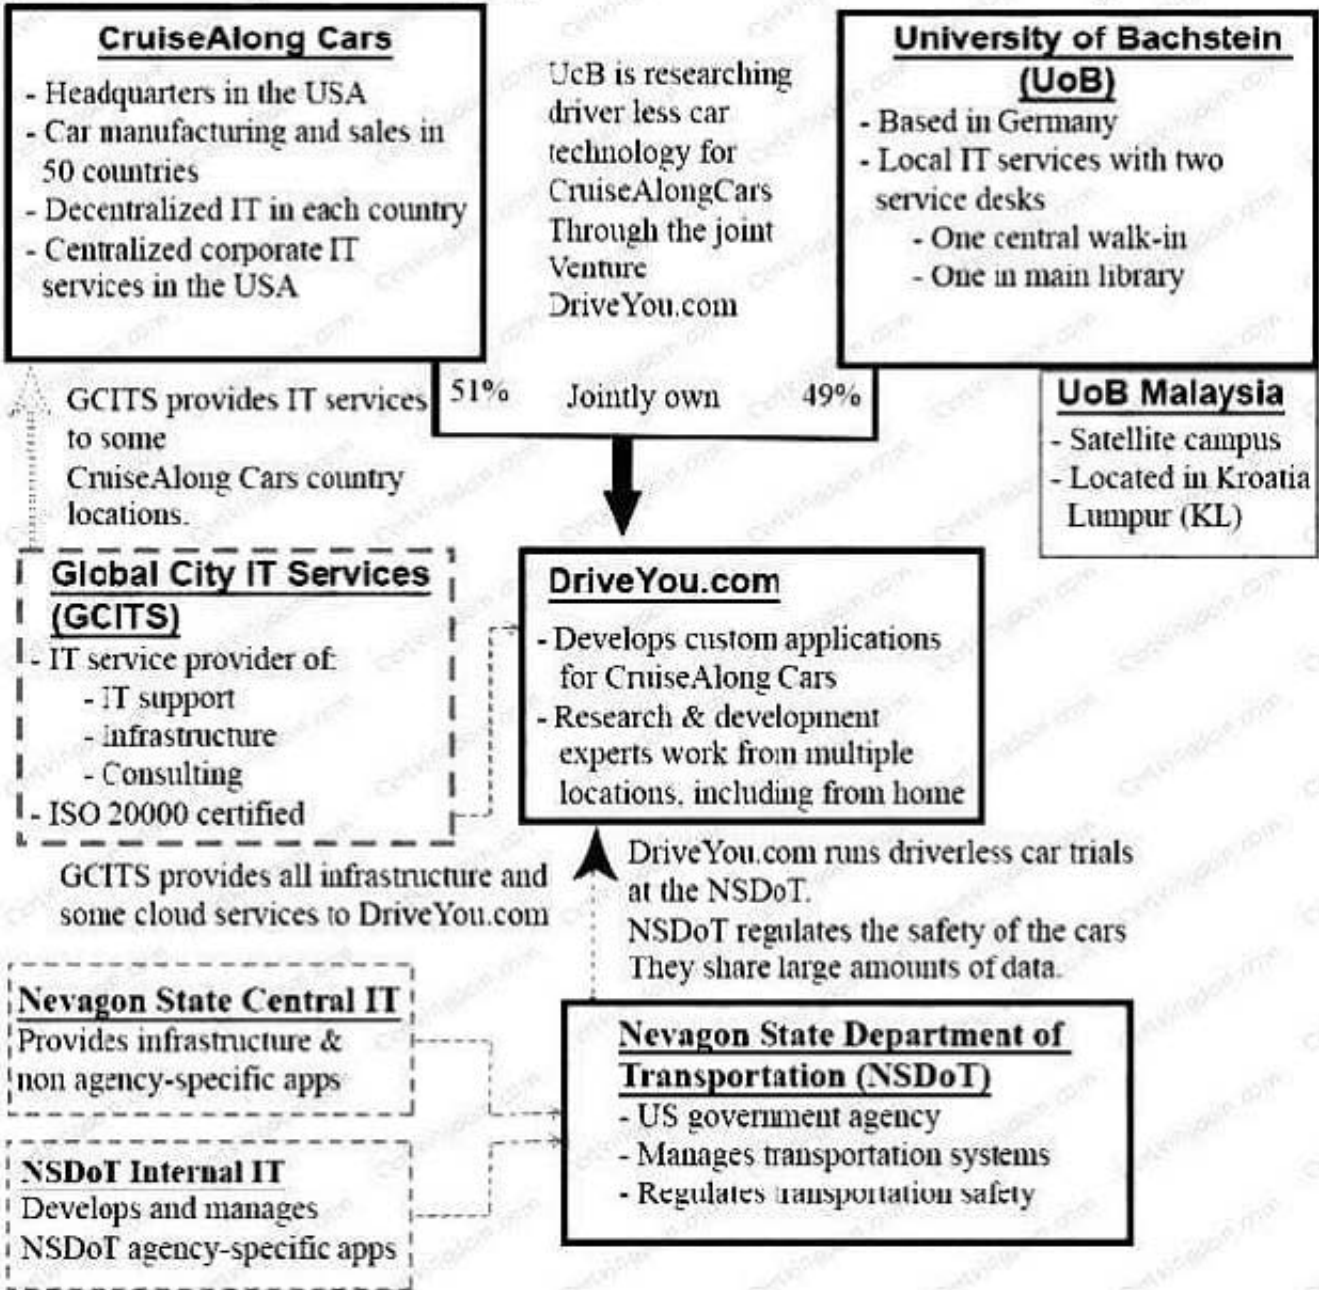 CruiseAlong Cars
- Headquarters in the USA
- Car manufacturing and sales in
50 countries
- Decentralized IT in each country
- Centralized corporate IT
services in the USA
UcB is researching
driver less car
technology for
CruiseAlongCars
Through the joint
Venture
DriveYou.com
University of Bachstein
(UoB)
- Based in Germany
- Local IT services with two
service desks
- One central walk-in
- One in main library
51% Jointly own 49%
UoB Malaysia
- Satellite campus
- Located in Kroatia
Lumpur (KL)
GCITS provides IT services
to some
CruiseAlong Cars country
locations.
Global City IT Services
(GCITS)
- IT service provider of:
- IT support
- Infrastructure
- Consulting
- ISO 20000 certified
DriveYou.com
- Develops custom applications
for CruiseAlong Cars
- Research & development
experts work from multiple
locations, including from home
GCITS provides all infrastructure and
some cloud services to DriveYou.com
DriveYou.com runs driverless car trials
at the NSDoT.
NSDoT regulates the safety of the cars
They share large amounts of data.
Nevagon State Central IT
Provides infrastructure &
non agency-specific apps
NSDoT Internal IT
Develops and manages
NSDoT agency-specific apps
Nevagon State Department of
Transportation (NSDoT)
- US government agency
- Manages transportation systems
- Regulates transportation safety